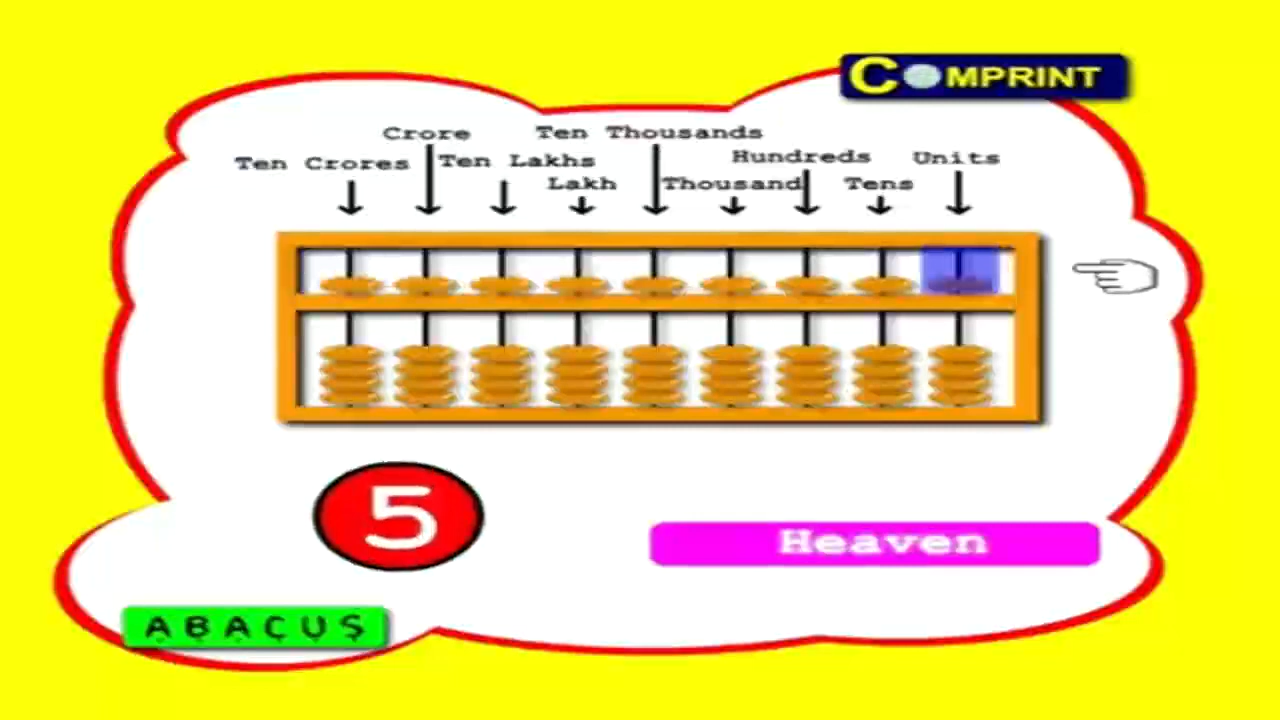 COMPRINT
Crore Ten Thousands
Ten Crores Ten Lakhs Hundreds Units
Lakh Thousand Tens
5
Heaven
ABACUS